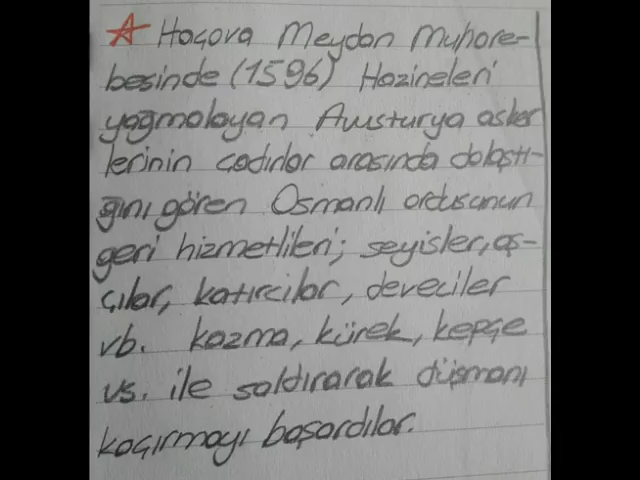 Haçova Meydan Muhare-
besinde (1596) Hazineleri
yağmalayan Avusturya asker
lerinin çadırlar arasında dolaştı-
ğını gören Osmanlı ordusunun
geri hizmetlileri; seyisler, aş-
çılar, katırcılar, deveciler
vb. kazma, kürek, kepçe
vs. ile saldırarak düşmanı
kaçırmayı başardılar.